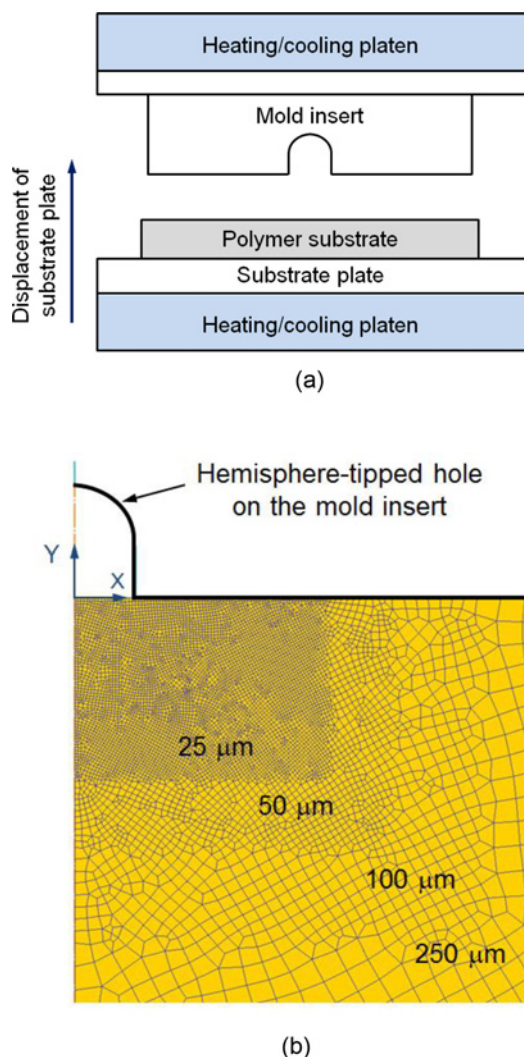 Heating/cooling platen
Mold insert
Displacement of
substrate plate
Polymer substrate
Substrate plate
Heating/cooling platen
(a)
Hemisphere-tipped hole
on the mold insert
Y
X
25 μm
50 μm
100 μm
250 μm
(b)